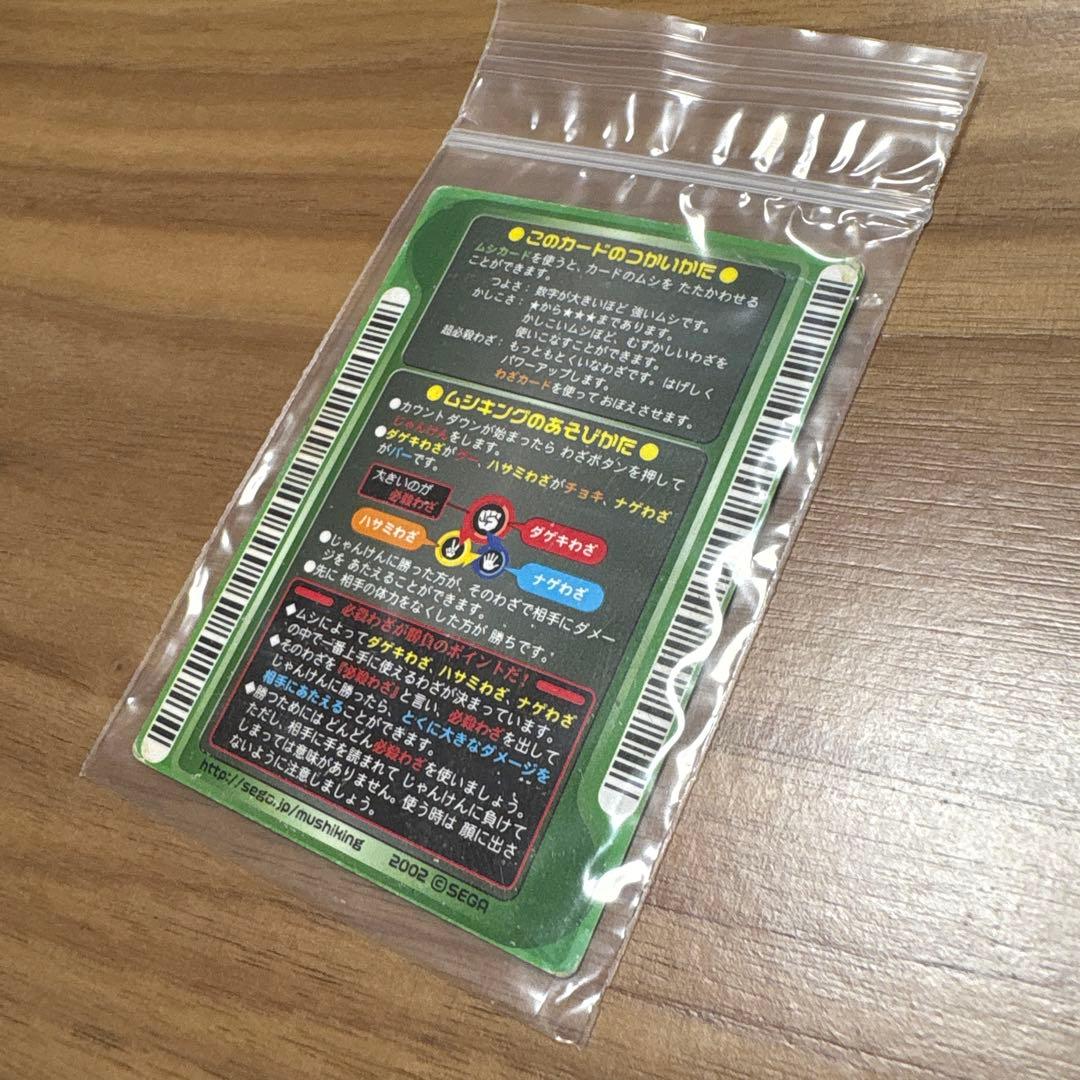 ●このカードのつかいかた●
ムシカードを使うと、カードのムシを たたかわせる
ことができます。
つよさ：数字が大きいほど 強いムシです。
かしこさ：★から★★★まであります。
かしこいムシほど、むずかしいわざを
使いこなすことができます。
超必殺わざ：もっともとくいなわざです。はげしく
パワーアップします。
わざカードを使っておぼえさせます。
●ムシキングのあそびかた●
●カウントダウンが始まったら わざボタンを押して
じゃんけんをします。
●ダゲキわざがグー、ハサミわざがチョキ、ナゲわざ
がパーです。
大きいのが
必殺わざ
ダゲキわざ
ハサミわざ
ナゲわざ
●じゃんけんに勝った方が、そのわざで相手にダメー
ジを あたえることができます。
●先に 相手の体力をなくした方が 勝ちです。
必殺わざが勝負のポイントだ！
◆ムシによってダゲキわざ、ハサミわざ、ナゲわざ
の中で一番上手に使えるわざが決まっています。
◆そのわざを『必殺わざ』と言い、必殺わざを出して
じゃんけんに勝ったら、とくに大きなダメージを
相手にあたえることができます。
◆勝つためにはどんどん必殺わざを使いましょう。
ただし、相手に手を読まれて じゃんけんに負けて
しまっては意味がありません。使う時は 顔に出さ
ないように注意しましょう。
http://sega.jp/mushiking 2002 ©SEGA